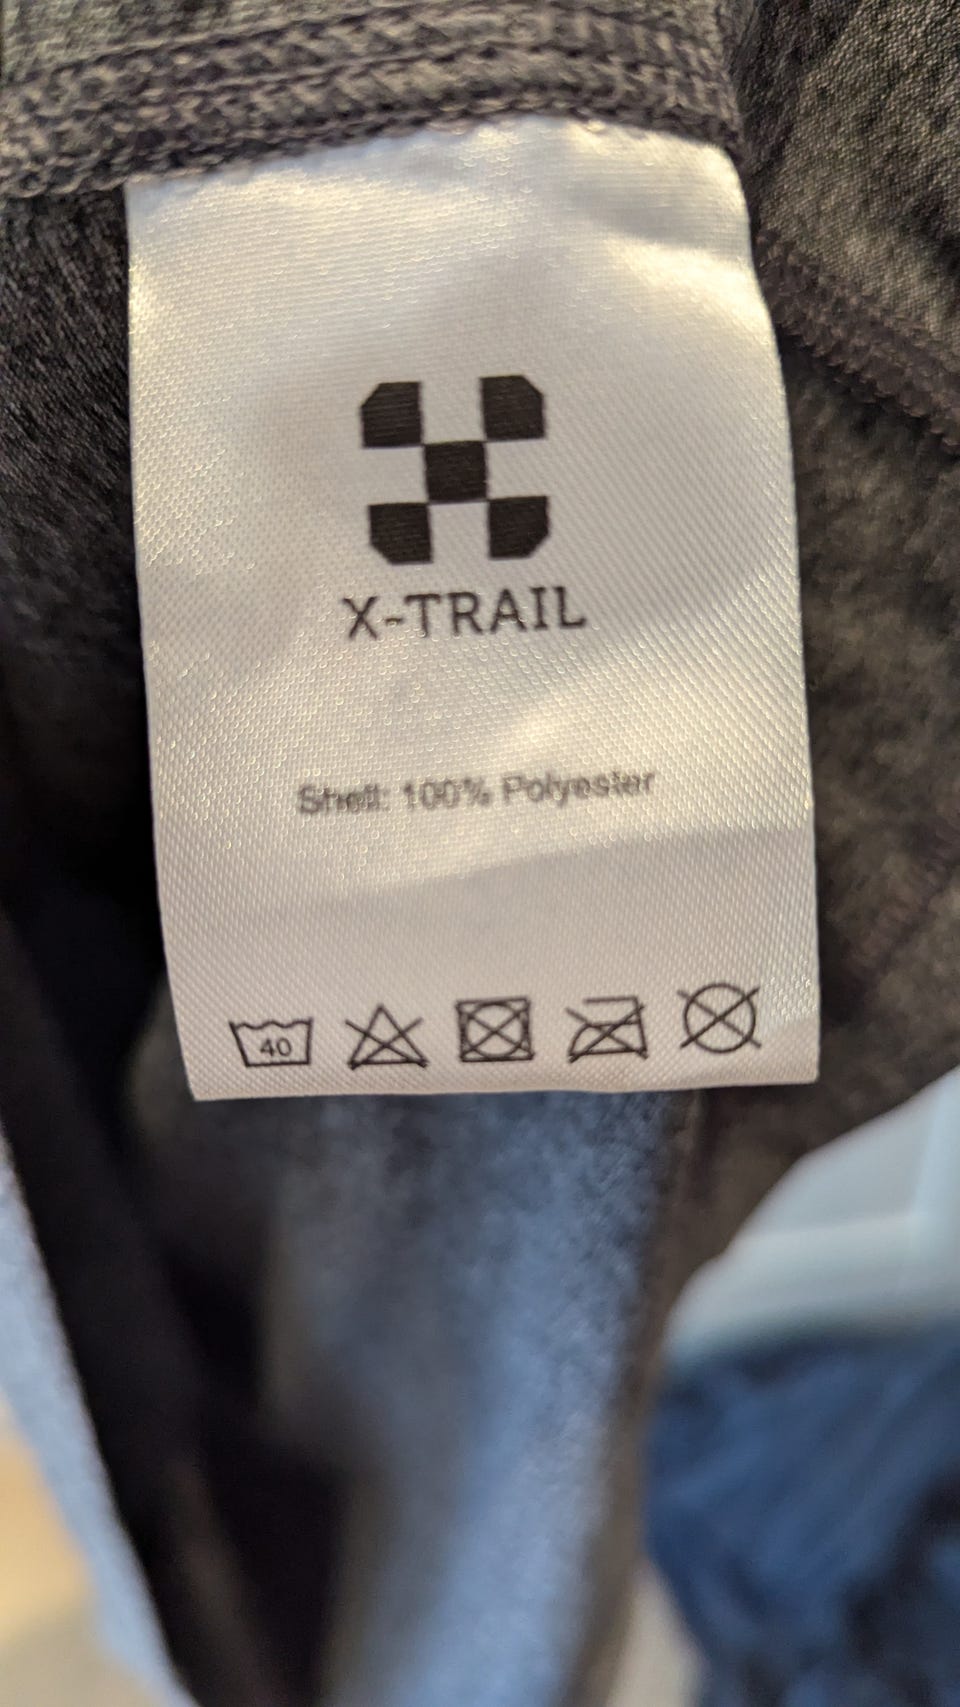 X-TRAIL
Shell: 100% Polyester
40